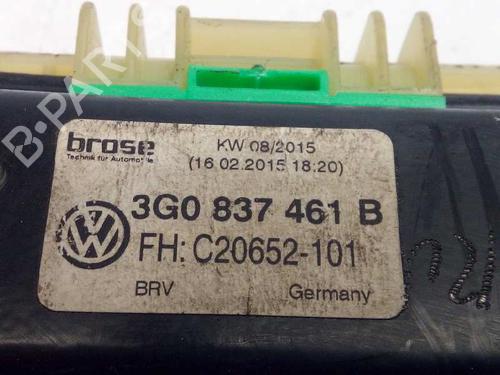 B-PARTS
brose
Technik für Automobile
KW 08/2015
(16.02.2015 18:20)
3G0 837 461 B
FH: C20652-101
BRV
Germany